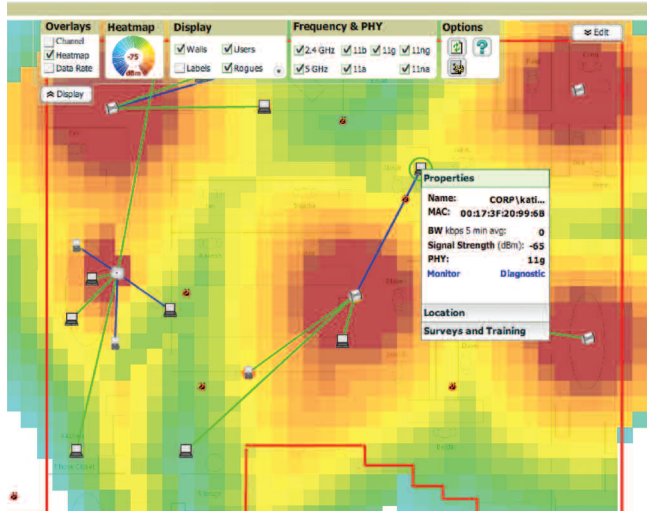 Overlays
Channel
Heatmap
Data Rate
Heatmap
-75
dBm
Display
Walls
Users
Labels
Rogues
Frequency & PHY
2.4 GHz
11b
11g
11ng
5 GHz
11a
11na
Options
?
Edit
Display
Properties
Name: CORP\kati...
MAC: 00:17:3F:20:99:6B
BW kbps 5 min avg: 0
Signal Strength (dBm): -65
PHY: 11g
Monitor Diagnostic
Location
Surveys and Training